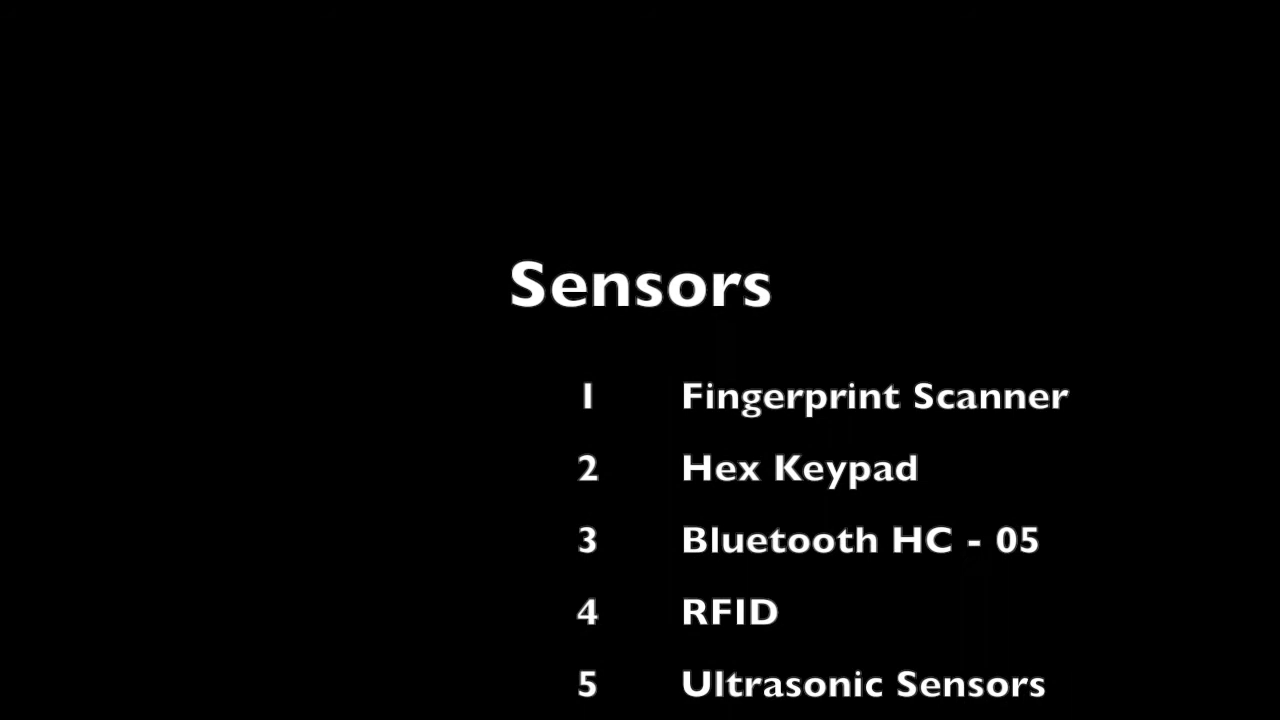 Sensors
1 Fingerprint Scanner
2 Hex Keypad
3 Bluetooth HC - 05
4 RFID
5 Ultrasonic Sensors